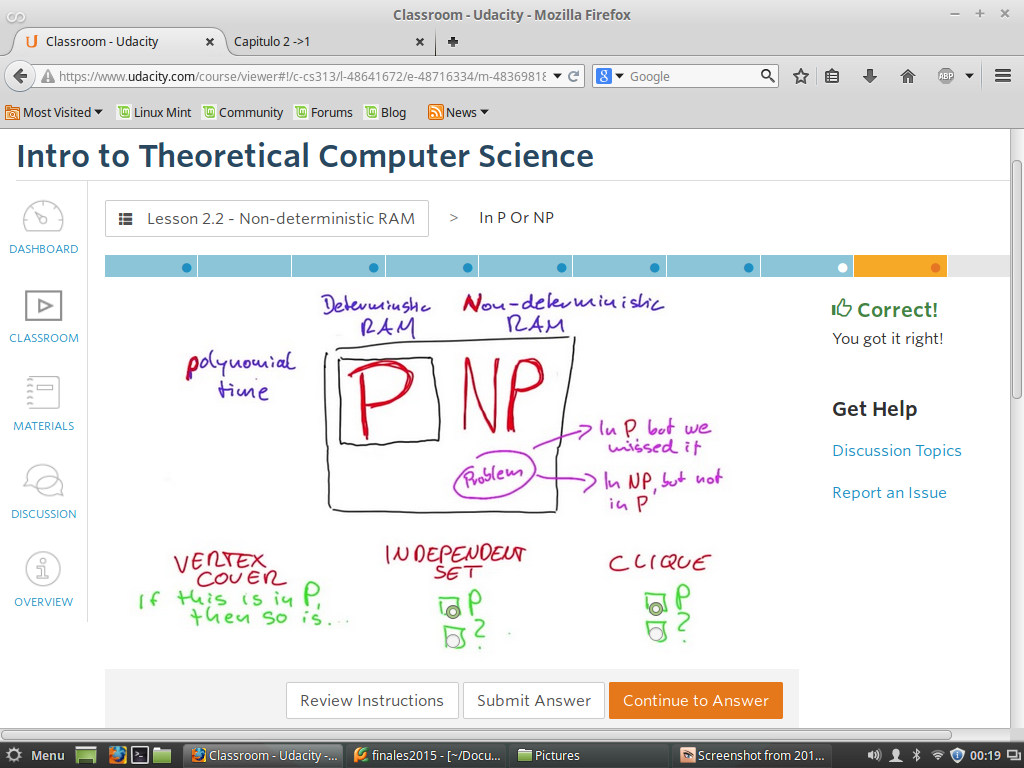 Classroom - Udacity - Mozilla Firefox
Classroom - Udacity
Capitulo 2 ->1
https://www.udacity.com/course/viewer#!/c-cs313/l-48641672/e-48716334/m-48369818
Google
ABP
Most Visited
Linux Mint
Community
Forums
Blog
News
Intro to Theoretical Computer Science
DASHBOARD
CLASSROOM
MATERIALS
DISCUSSION
OVERVIEW
Lesson 2.2 - Non-deterministic RAM > In P Or NP
Deterministic
RAM
Non-deterministic
RAM
Polynomial
time
P
NP
Problem
In P but we
missed it
In NP, but not
in P
VERTEX
COVER
If this is in P,
then so is...
INDEPENDENT
SET
P
?
CLIQUE
P
?
Correct!
You got it right!
Get Help
Discussion Topics
Report an Issue
Review Instructions
Submit Answer
Continue to Answer
Menu
Classroom - Udacity -...
finales2015 - [~/Docu...
Pictures
Screenshot from 201...
00:19